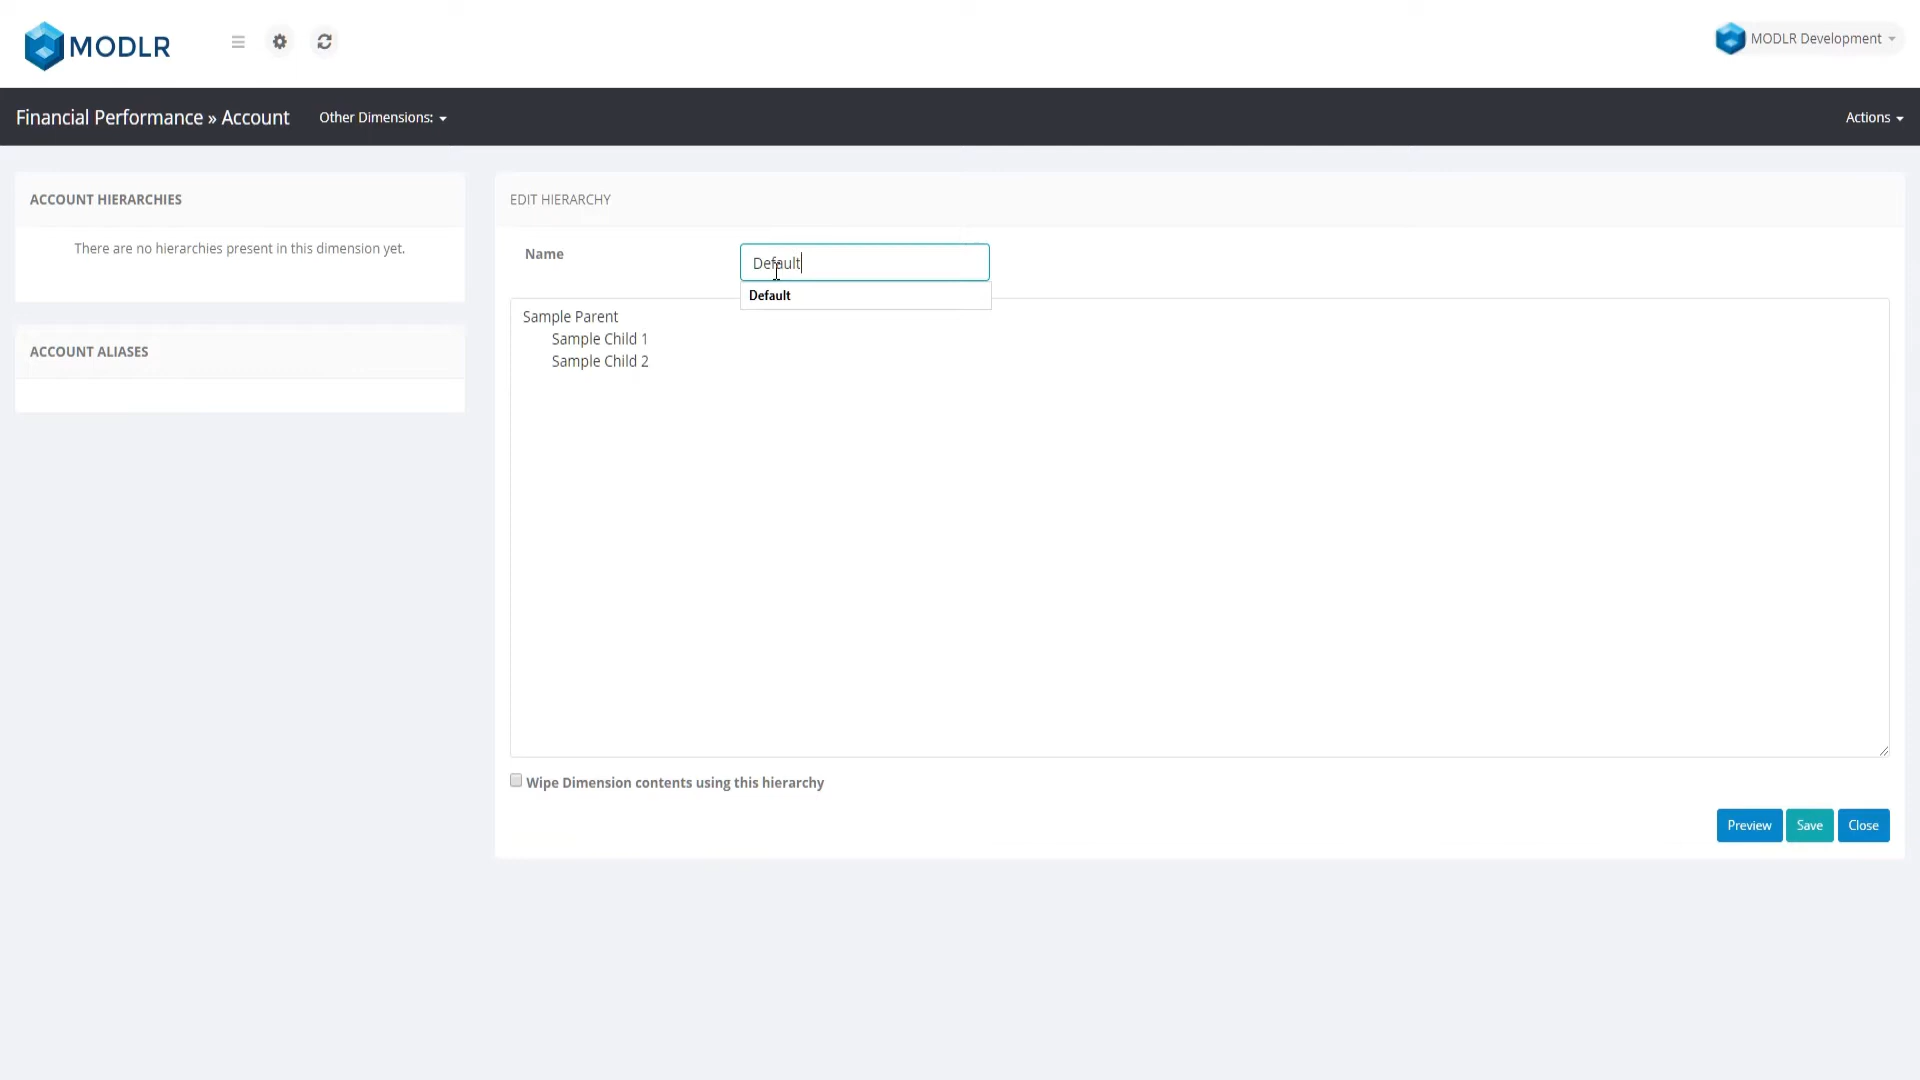 MODLR
MODLR Development
Financial Performance » Account
Other Dimensions:
Actions
ACCOUNT HIERARCHIES
There are no hierarchies present in this dimension yet.
ACCOUNT ALIASES
EDIT HIERARCHY
Name
Default
Default
Sample Parent
Sample Child 1
Sample Child 2
Wipe Dimension contents using this hierarchy
Preview
Save
Close